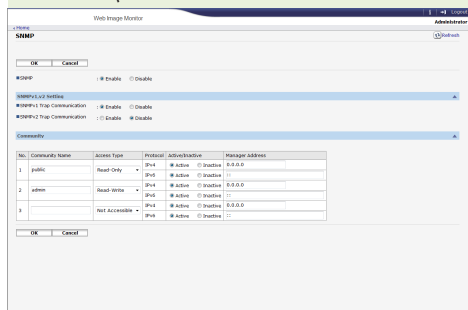 Web Image Monitor
Logout
Administrator
Home
SNMP
Refresh
OK Cancel
SNMP : Enable Disable
SNMPv1,v2 Setting
SNMPv1 Trap Communication : Enable Disable
SNMPv2 Trap Communication : Enable Disable
Community
No. Community Name Access Type Protocol Active/Inactive Manager Address
1 public Read-Only IPv4 Active Inactive 0.0.0.0
IPv6 Active Inactive ::
2 admin Read-Write IPv4 Active Inactive 0.0.0.0
IPv6 Active Inactive ::
3 Not Accessible IPv4 Active Inactive 0.0.0.0
IPv6 Active Inactive ::
OK Cancel